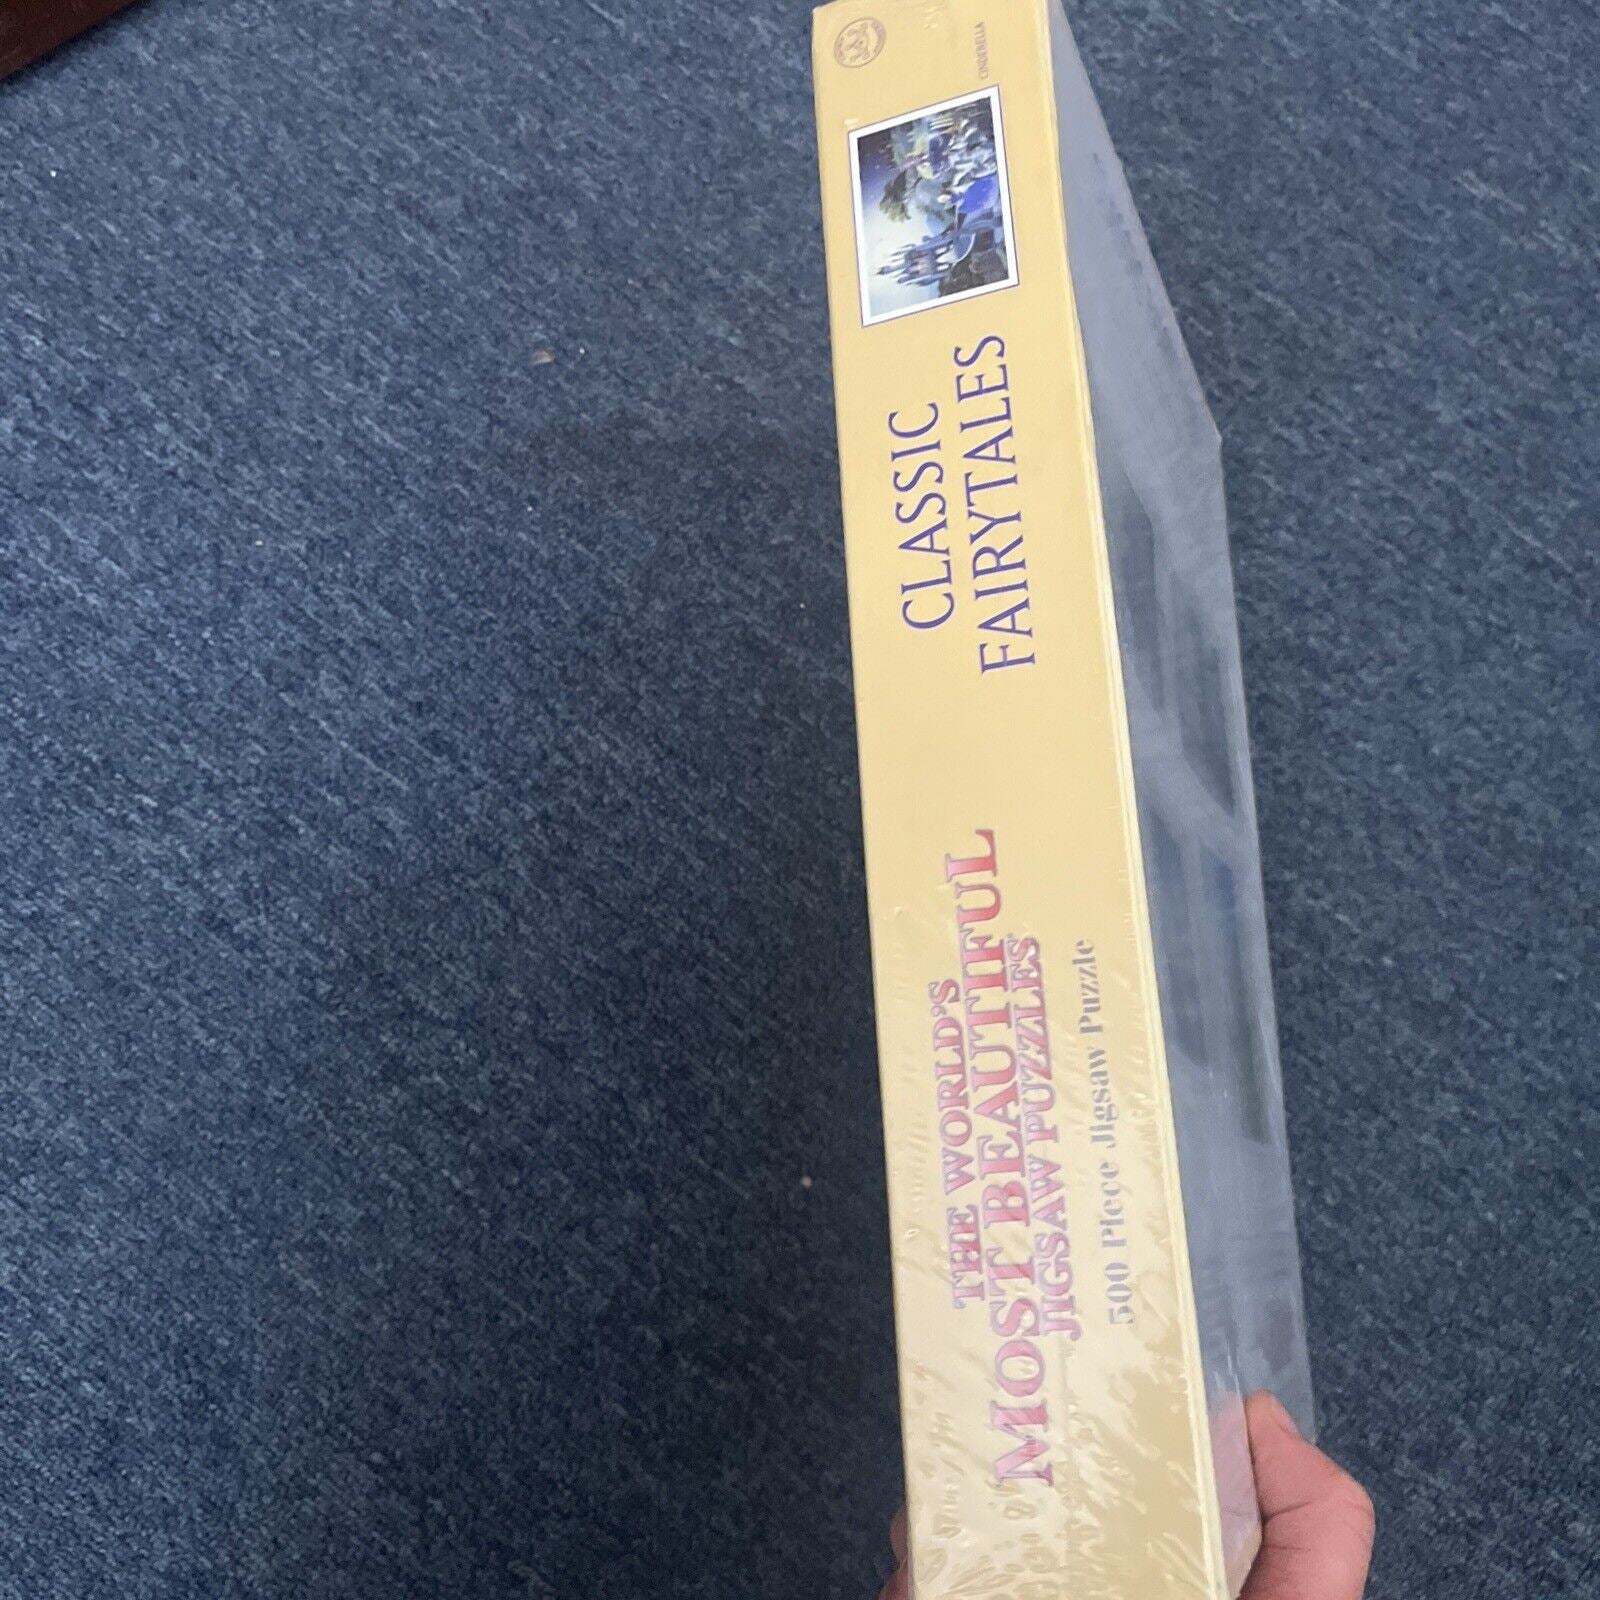 THE WORLD'S
MOST BEAUTIFUL
JIGSAW PUZZLES
500 Piece Jigsaw Puzzle
CLASSIC
FAIRYTALES
CINDERELLA